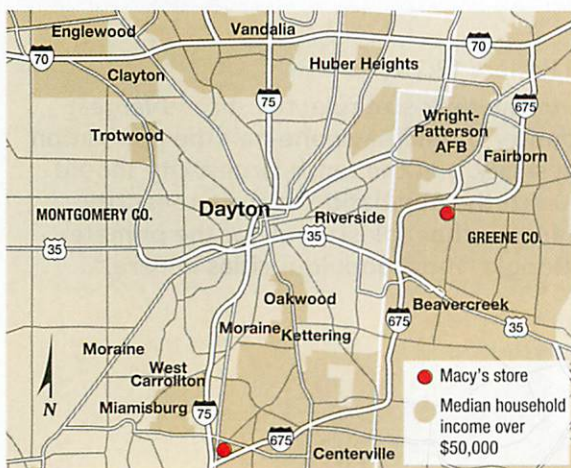 Englewood
Vandalia
70
70
Clayton
Huber Heights
75
675
Trotwood
Wright-
Patterson
AFB
Fairborn
MONTGOMERY CO.
Dayton
Riverside
35
35
GREENE CO.
Oakwood
Beavercreek
Moraine
Kettering
675
35
Moraine
West
Carrollton
Miamisburg
N
75
675
Centerville
Macy's store
Median household
income over
$50,000